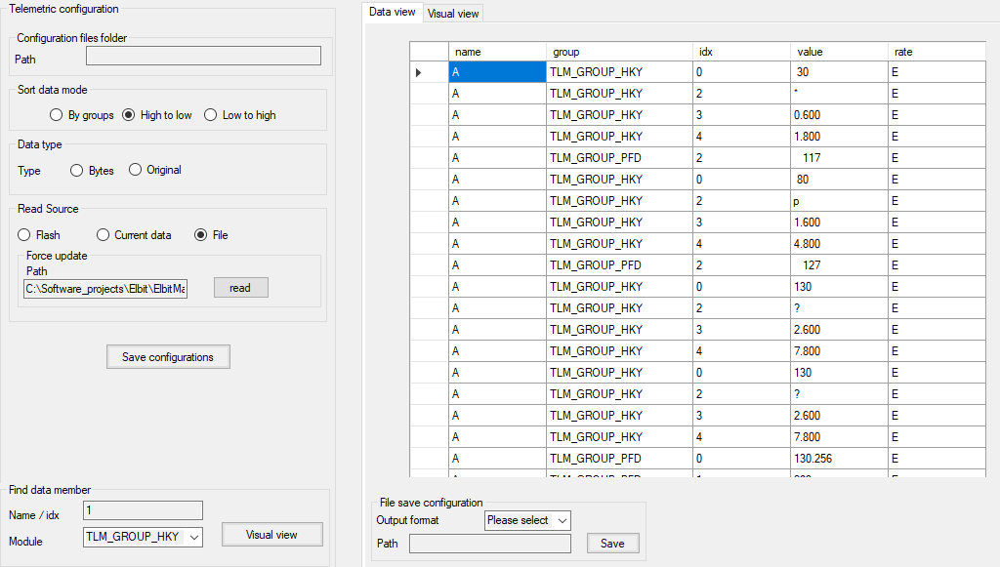 Telemetric configuration
Configuration files folder
Path
Sort data mode
By groups High to low Low to high
Data type
Type Bytes Original
Read Source
Flash Current data File
Force update
Path
C:\Software_projects\Elbit\ElbitMa read
Save configurations
Find data member
Name / idx 1
Module TLM_GROUP_HKY Visual view
Data view Visual view
name group idx value rate
A TLM_GROUP_HKY 0 30 E
A TLM_GROUP_HKY 2 * E
A TLM_GROUP_HKY 3 0.600 E
A TLM_GROUP_HKY 4 1.800 E
A TLM_GROUP_PFD 2 117 E
A TLM_GROUP_HKY 0 80 E
A TLM_GROUP_HKY 2 p E
A TLM_GROUP_HKY 3 1.600 E
A TLM_GROUP_HKY 4 4.800 E
A TLM_GROUP_PFD 2 127 E
A TLM_GROUP_HKY 0 130 E
A TLM_GROUP_HKY 2 ? E
A TLM_GROUP_HKY 3 2.600 E
A TLM_GROUP_HKY 4 7.800 E
A TLM_GROUP_HKY 0 130 E
A TLM_GROUP_HKY 2 ? E
A TLM_GROUP_HKY 3 2.600 E
A TLM_GROUP_HKY 4 7.800 E
A TLM_GROUP_PFD 0 130.256 E
File save configuration
Output format Please select
Path Save